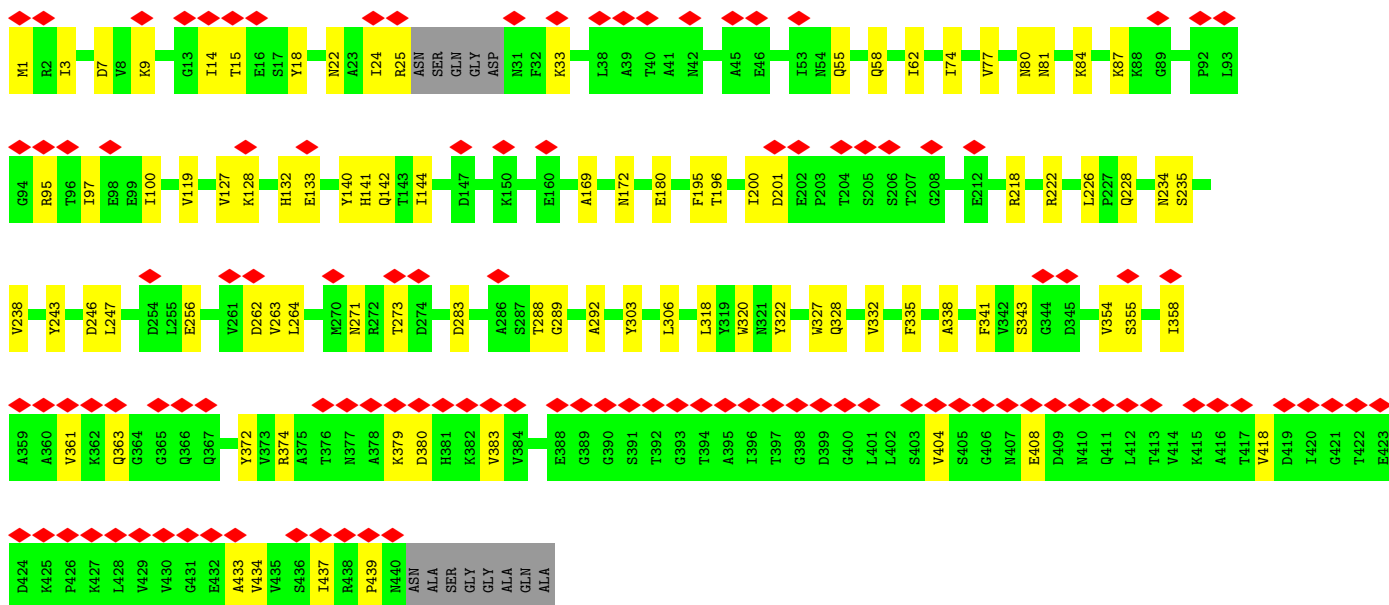 M1 R2 I3 D7 V8 K9 G13 I14 T15 E16 S17 Y18 N22 A23 I24 R25 ASN SER GLN GLY ASP N31 F32 K33 L38 A39 T40 A41 N42 A45 E46 I53 N54 Q55 Q58 I62 I74 V77 N80 N81 K84 K87 K88 G89 P92 L93
G94 R95 T96 I97 E98 E99 I100 V119 V127 K128 H132 E133 Y140 H141 Q142 T143 I144 D147 K150 E160 A169 N172 E180 F195 T196 I200 D201 E202 P203 T204 S205 S206 T207 G208 E212 R218 R222 L226 P227 Q228 N234 S235
V238 Y243 D246 L247 D254 L255 E256 V261 D262 V263 L264 M270 N271 R272 T273 D274 D283 A286 S287 T288 G289 A292 Y303 L306 L318 Y319 W320 N321 Y322 W327 Q328 V332 F335 A338 F341 V342 S343 G344 D345 V354 S355 I358
A359 A360 V361 K362 Q363 G364 G365 Q366 Q367 Y372 V373 R374 A375 T376 N377 A378 K379 D380 H381 K382 V383 V384 E388 G389 G390 S391 T392 G393 T394 A395 I396 T397 G398 D399 G400 L401 L402 S403 V404 S405 G406 N407 E408 D409 N410 Q411 L412 T413 V414 K415 A416 T417 V418 D419 I420 G421 T422 E423
D424 K425 P426 K427 L428 V429 V430 G431 E432 A433 V434 V435 S436 I437 R438 P439 N440 ASN ALA SER GLY GLY ALA GLN ALA